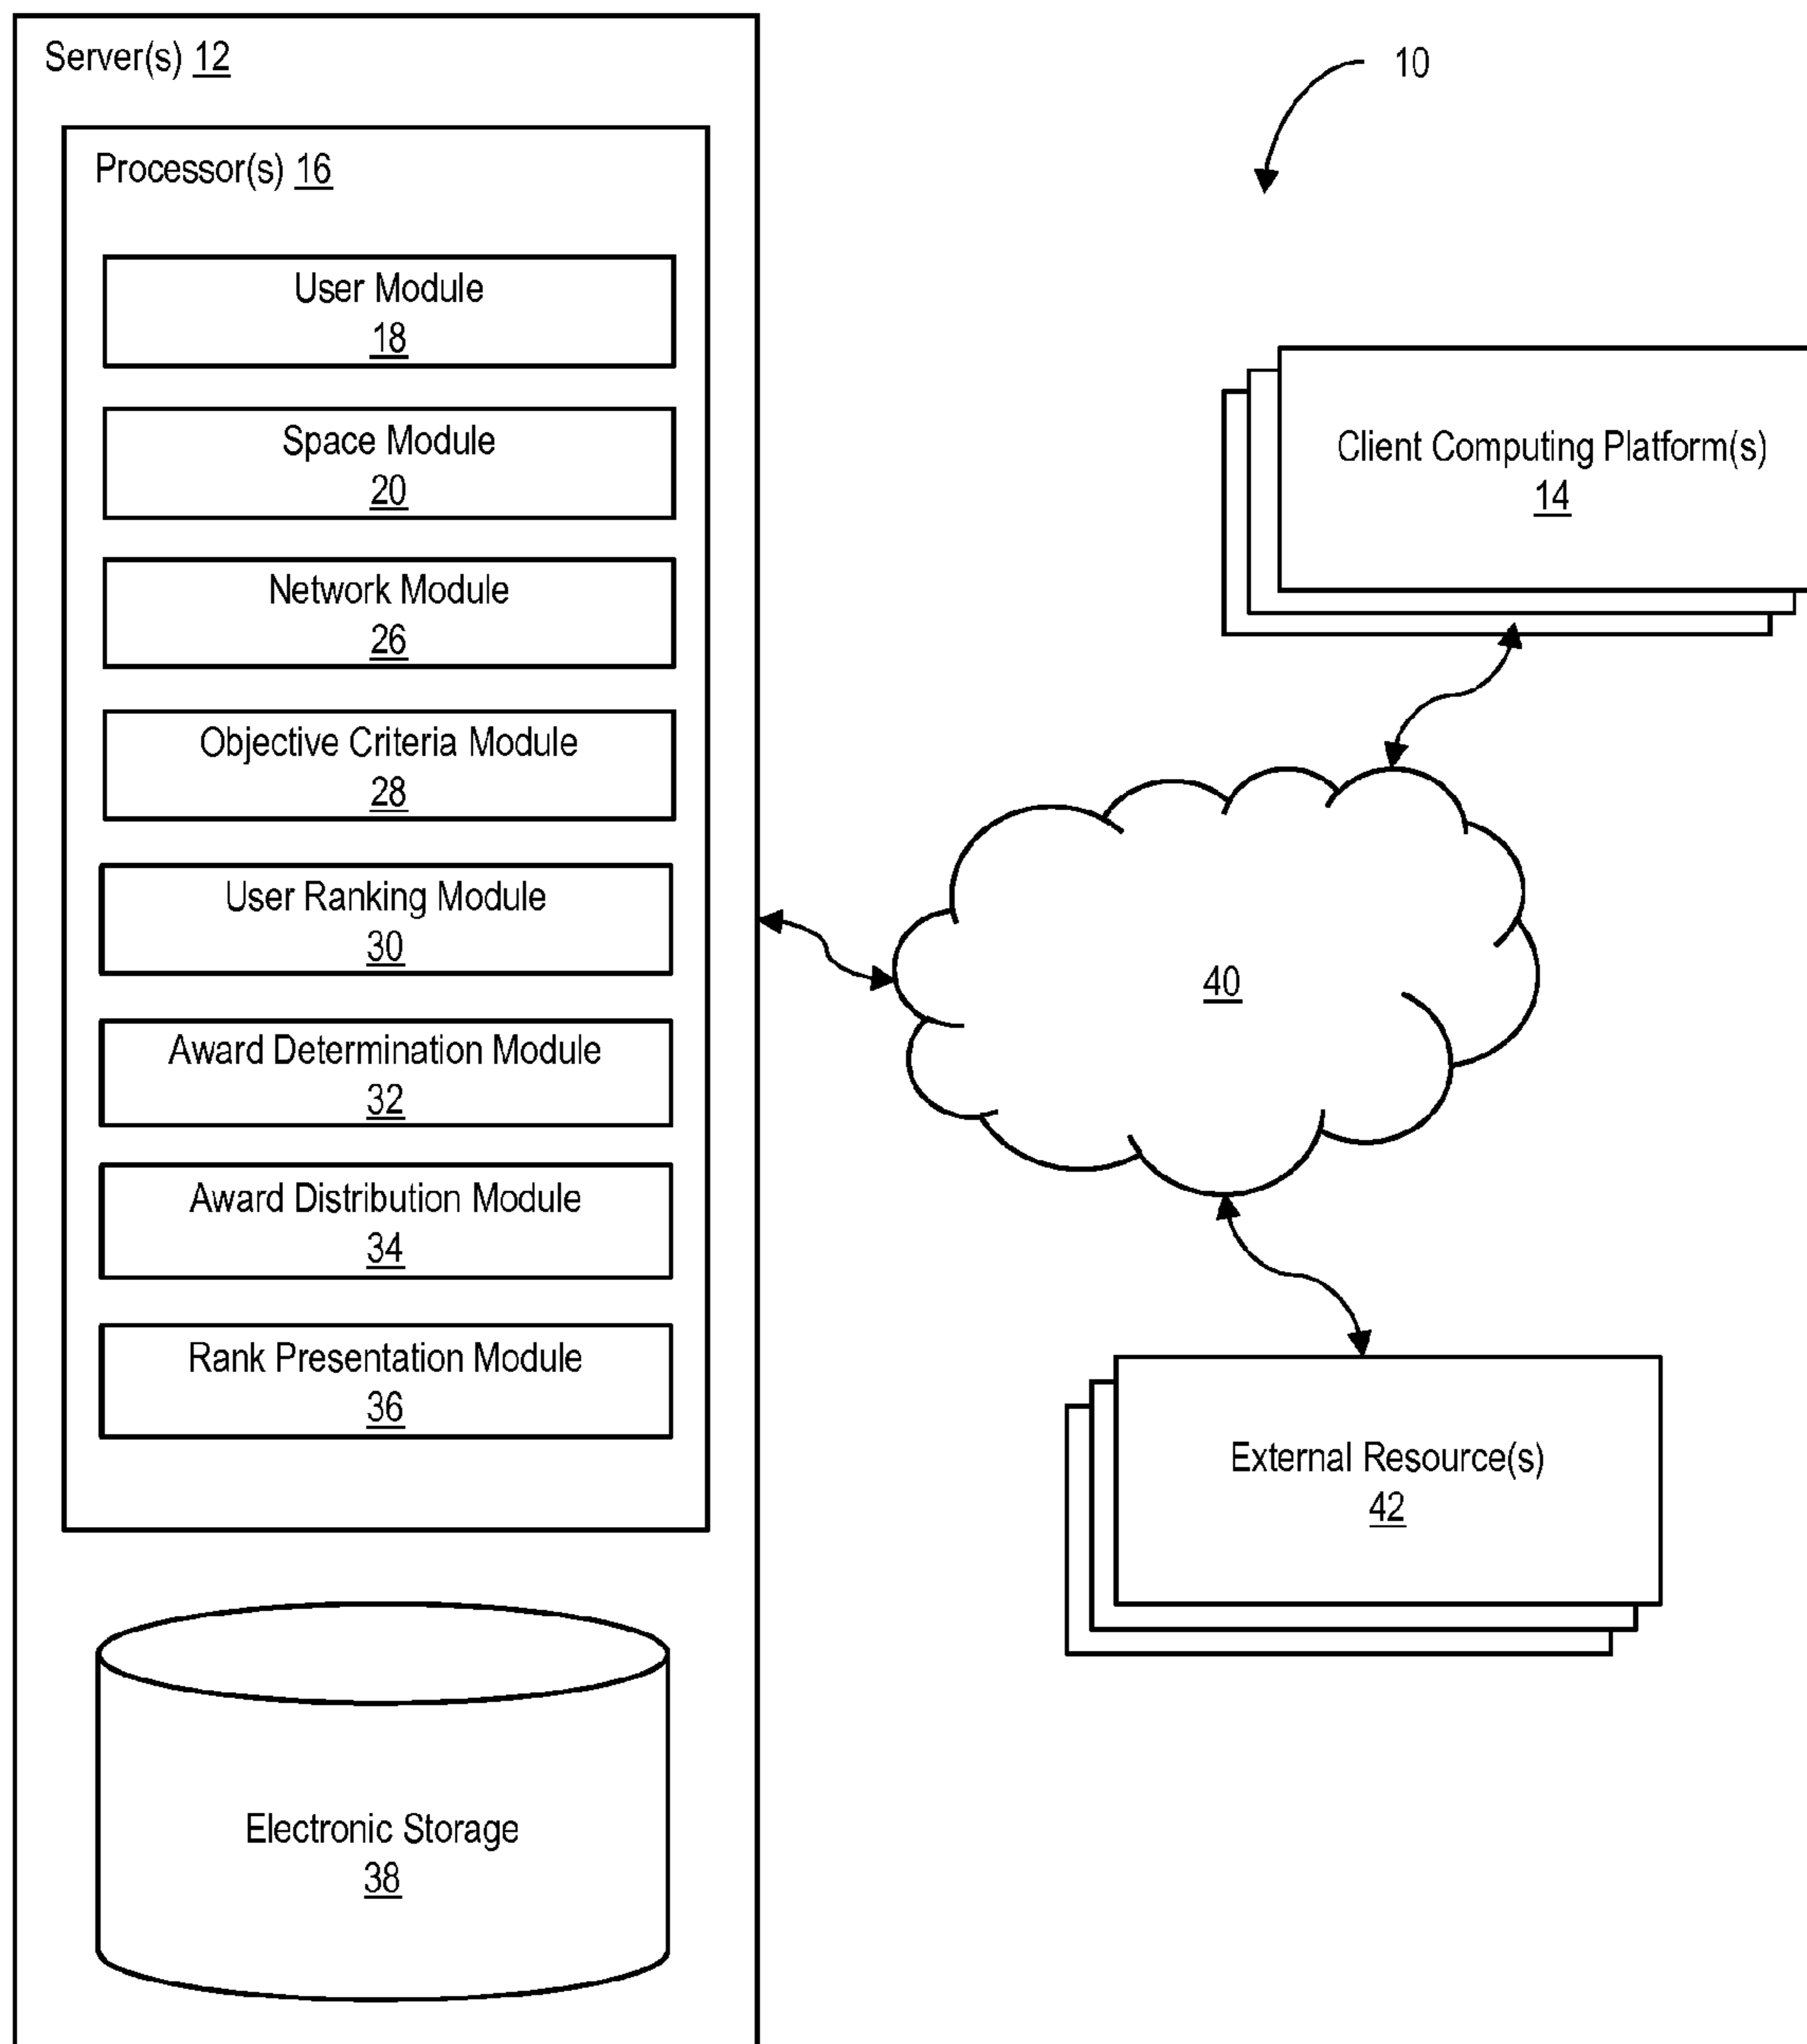 Server(s) 12
10
Processor(s) 16
User Module
18
Space Module
20
Network Module
26
Objective Criteria Module
28
User Ranking Module
30
Award Determination Module
32
Award Distribution Module
34
Rank Presentation Module
36
Electronic Storage
38
Client Computing Platform(s)
14
40
External Resource(s)
42